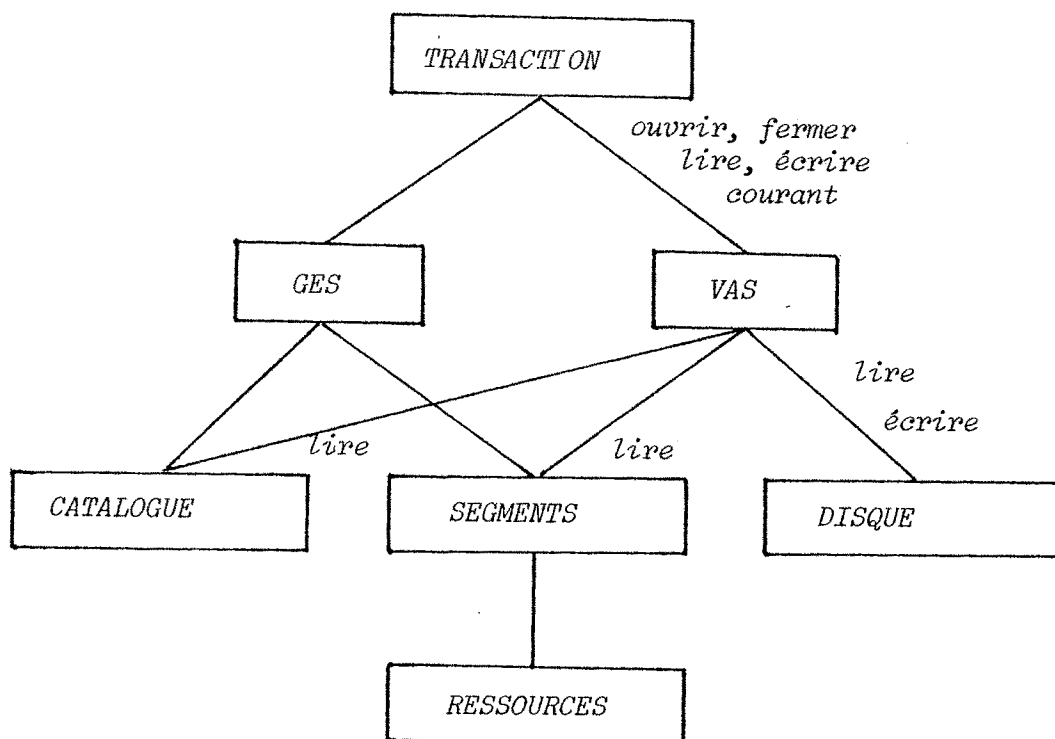 TRANSACTION
ouvrir, fermer
lire, écrire
courant
GES
VAS
lire
écrire
lire
lire
CATALOGUE
SEGMENTS
DISQUE
RESSOURCES